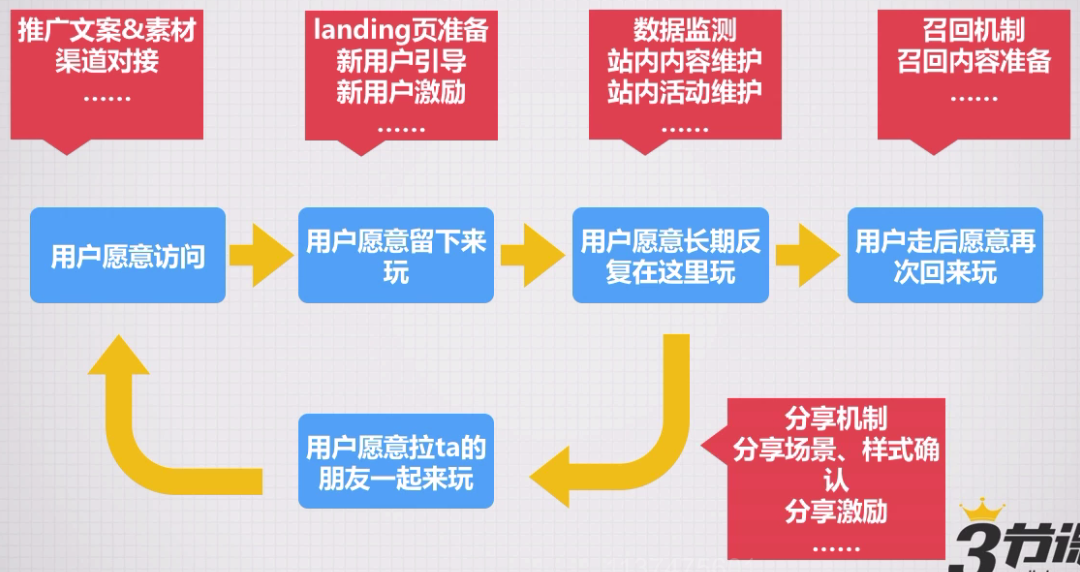 推广文案&素材
渠道对接
……
landing页准备
新用户引导
新用户激励
……
数据监测
站内内容维护
站内活动维护
……
召回机制
召回内容准备
……
用户愿意访问
用户愿意留下来
玩
用户愿意长期反
复在这里玩
用户走后愿意再
次回来玩
用户愿意拉ta的
朋友一起来玩
分享机制
分享场景、样式确
认
分享激励
……
3节课